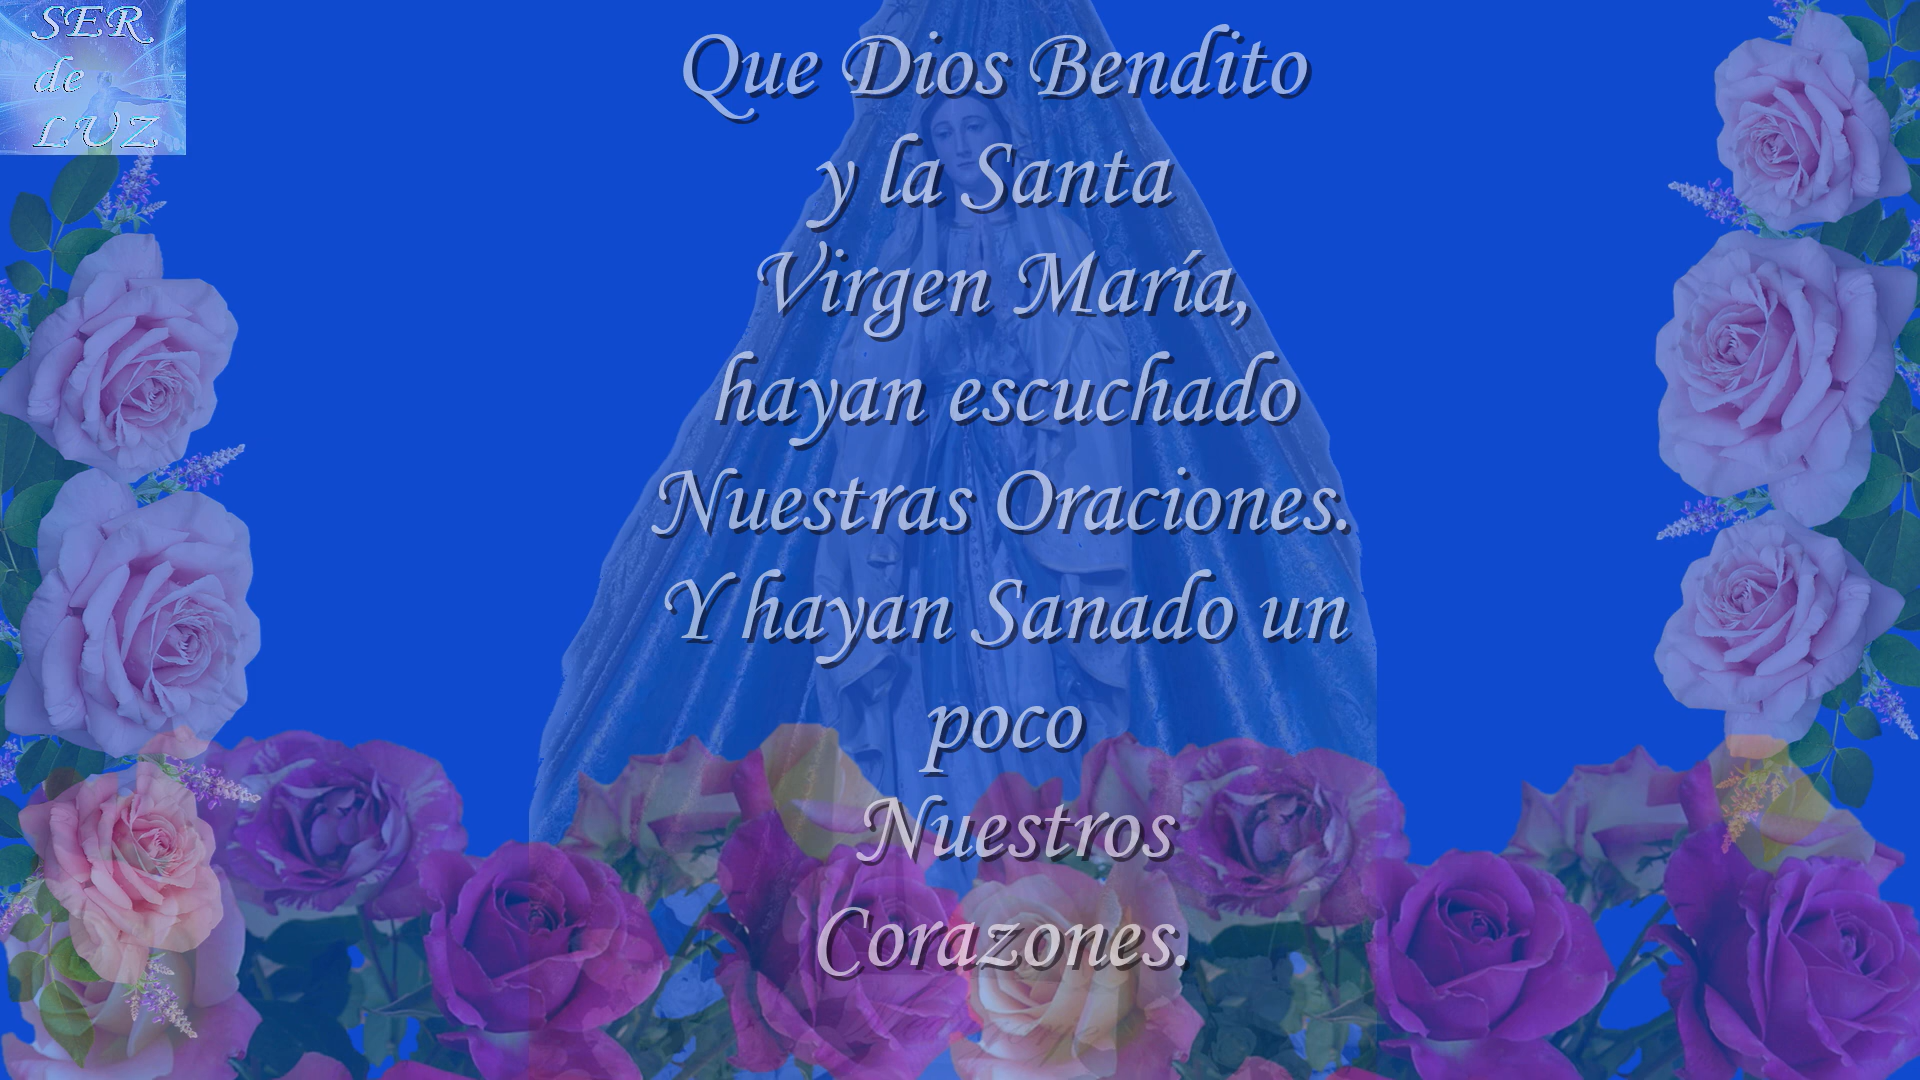 SER
de
LUZ
Que Dios Bendito
y la Santa
Virgen María,
hayan escuchado
Nuestras Oraciones.
Y hayan Sanado un
poco
Nuestros
Corazones.